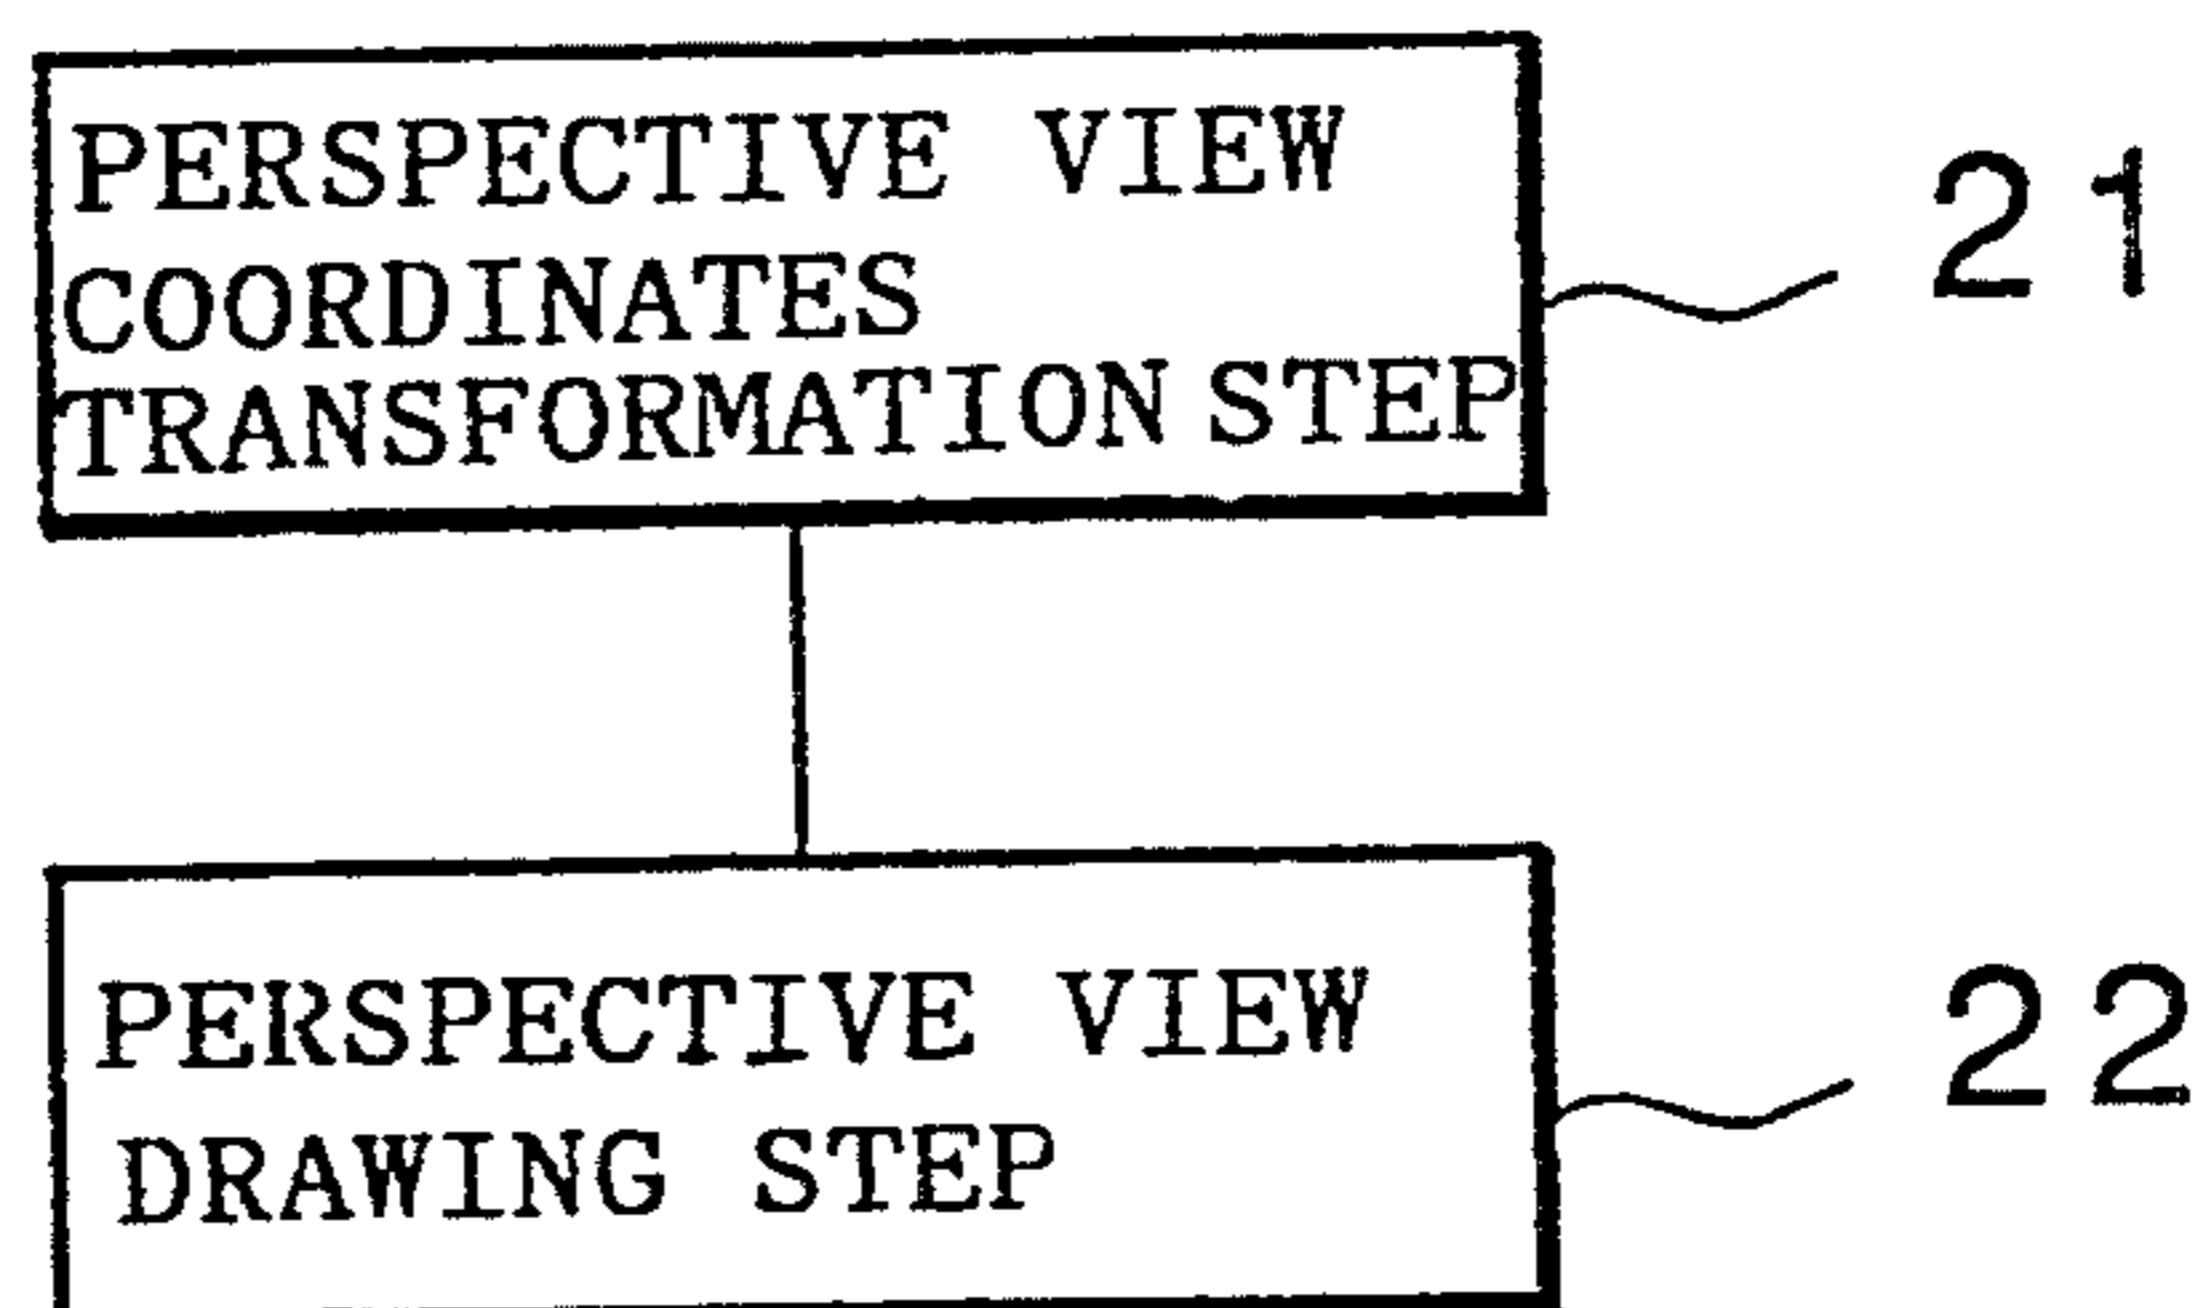 PERSPECTIVE VIEW
COORDINATES
TRANSFORMATION STEP
21
PERSPECTIVE VIEW
DRAWING STEP
22